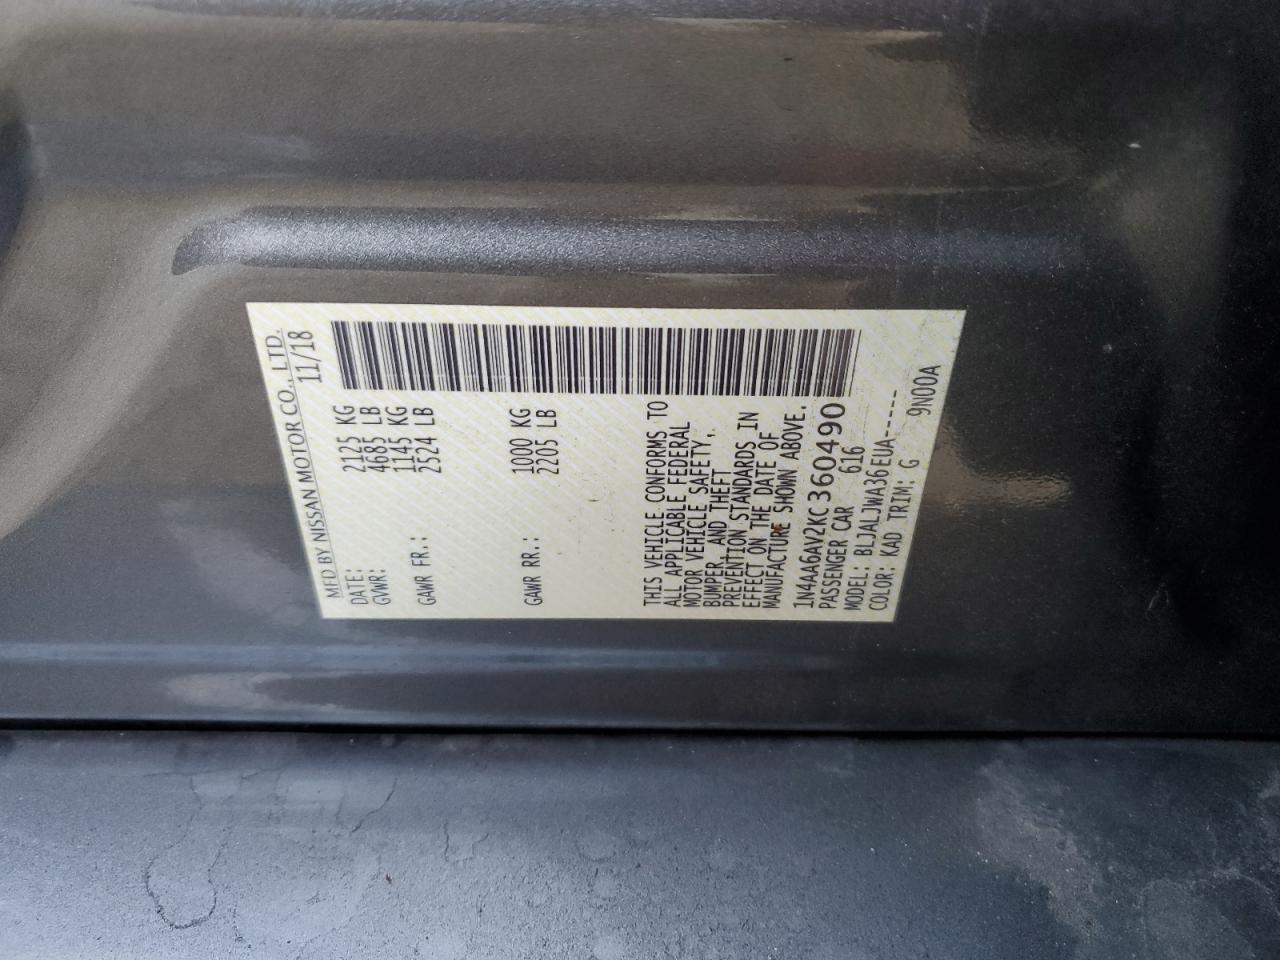 MFD BY NISSAN MOTOR CO., LTD.
DATE: 11/18
GVWR: 2125 KG
4685 LB
GAWR FR.: 1145 KG
2524 LB
GAWR RR.: 1000 KG
2205 LB
THIS VEHICLE CONFORMS TO
ALL APPLICABLE FEDERAL
MOTOR VEHICLE SAFETY,
BUMPER, AND THEFT
PREVENTION STANDARDS IN
EFFECT ON THE DATE OF
MANUFACTURE SHOWN ABOVE.
1N4AA6AV2KC360490
PASSENGER CAR 616
MODEL: BLJALJWA36EUA------
COLOR: KAD TRIM: G 9N00A